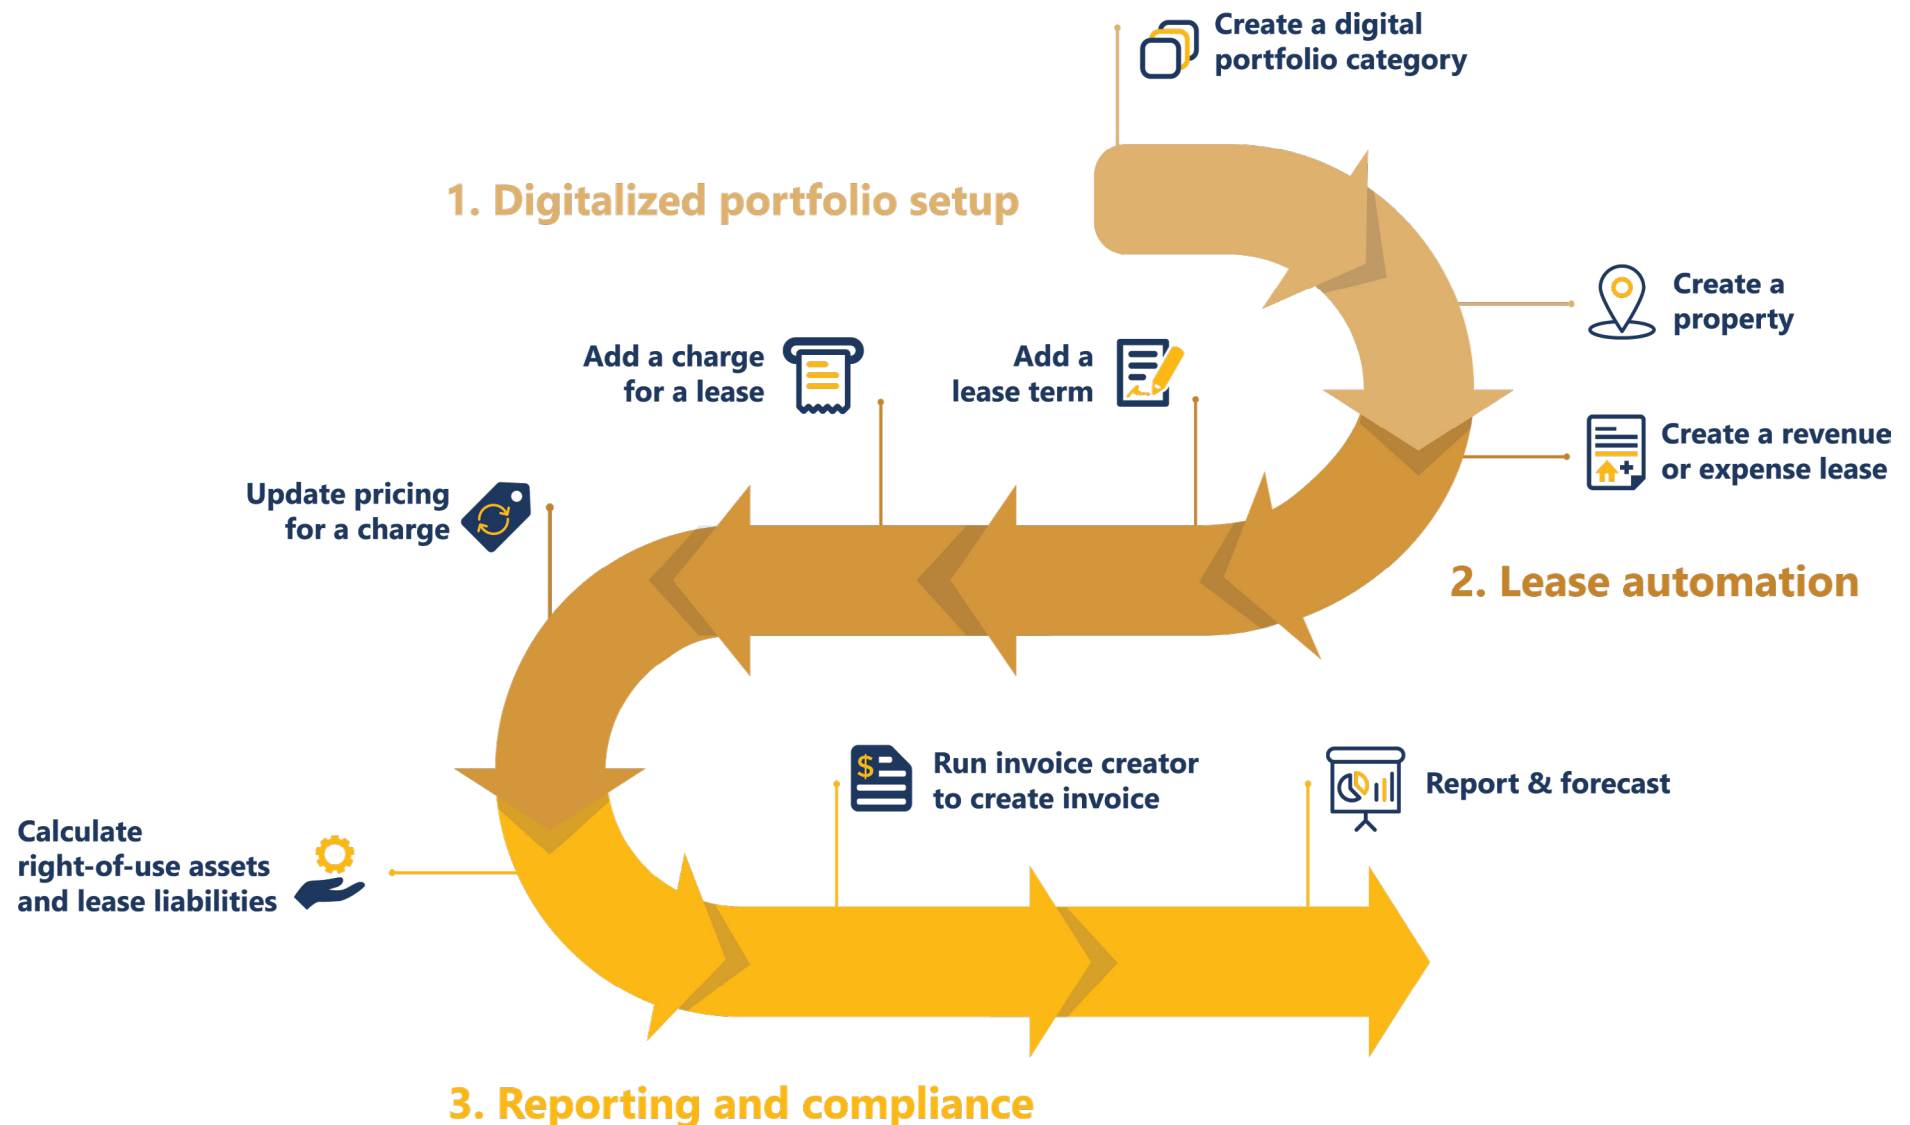 Create a digital
portfolio category
1. Digitalized portfolio setup
Create a
property
Create a revenue
or expense lease
2. Lease automation
Add a
lease term
Add a charge
for a lease
Update pricing
for a charge
Calculate
right-of-use assets
and lease liabilities
$
Run invoice creator
to create invoice
Report & forecast
3. Reporting and compliance